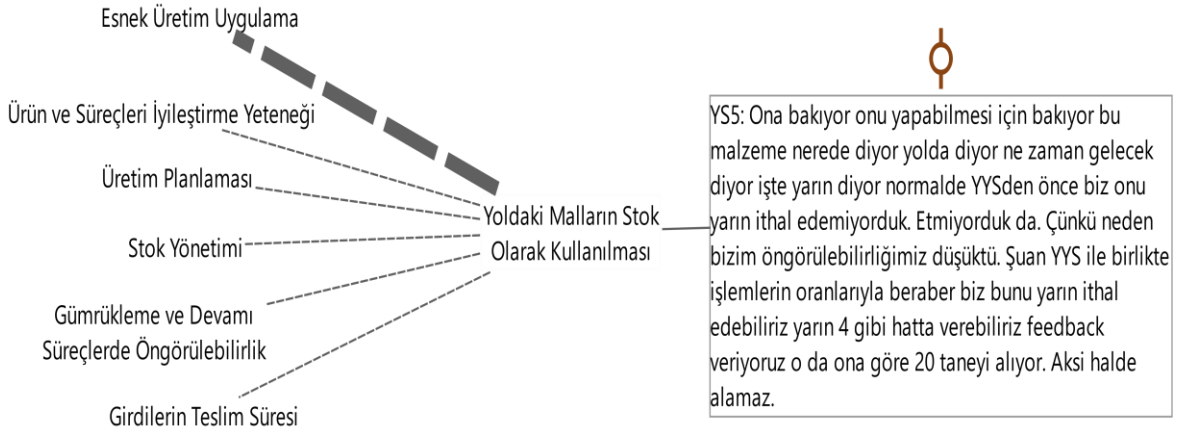 Esnek Üretim Uygulama
Ürün ve Süreçleri İyileştirme Yeteneği
Üretim Planlaması
Stok Yönetimi
Gümrükleme ve Devamı
Süreçlerde Öngörülebilirlik
Girdilerin Teslim Süresi
Yoldaki Malların Stok
Olarak Kullanılması
YS5: Ona bakıyor onu yapabilmesi için bakıyor bu
malzeme nerede diyor yolda diyor ne zaman gelecek
diyor işte yarın diyor normalde YYSden önce biz onu
yarın ithal edemiyorduk. Etmiyorduk da. Çünkü neden
bizim öngörülebilirliğimiz düşüktü. Şuan YYS ile birlikte
işlemlerin oranlarıyla beraber biz bunu yarın ithal
edebiliriz yarın 4 gibi hatta verebiliriz feedback
veriyoruz o da ona göre 20 taneyi alıyor. Aksi halde
alamaz.